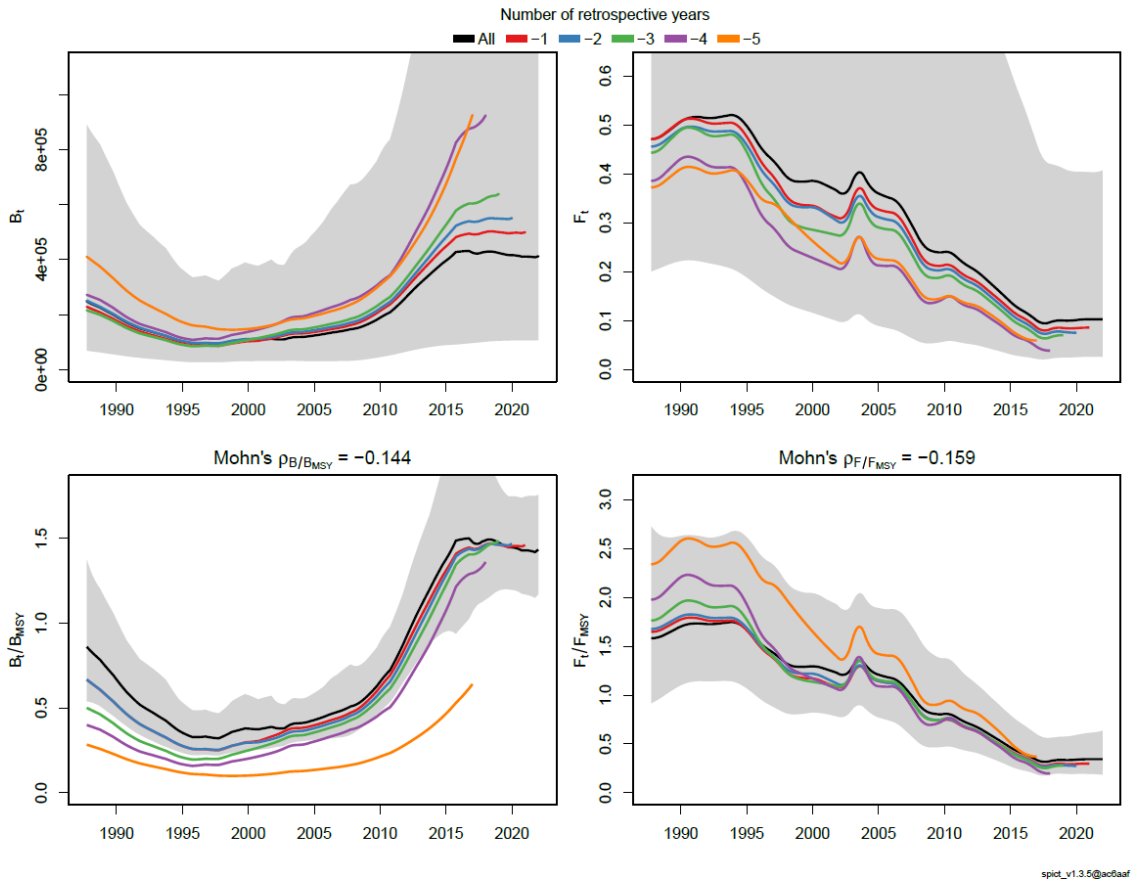 Number of retrospective years
All −1 −2 −3 −4 −5
Bt
0e+00 4e+05 8e+05
1990 1995 2000 2005 2010 2015 2020
Ft
0.0 0.1 0.2 0.3 0.4 0.5 0.6
1990 1995 2000 2005 2010 2015 2020
Mohn's ρB/BMSY = −0.144
Bt/BMSY
0.0 0.5 1.0 1.5
1990 1995 2000 2005 2010 2015 2020
Mohn's ρF/FMSY = −0.159
Ft/FMSY
0.0 0.5 1.0 1.5 2.0 2.5 3.0
1990 1995 2000 2005 2010 2015 2020
spict_v1.3.5@ac6aaf